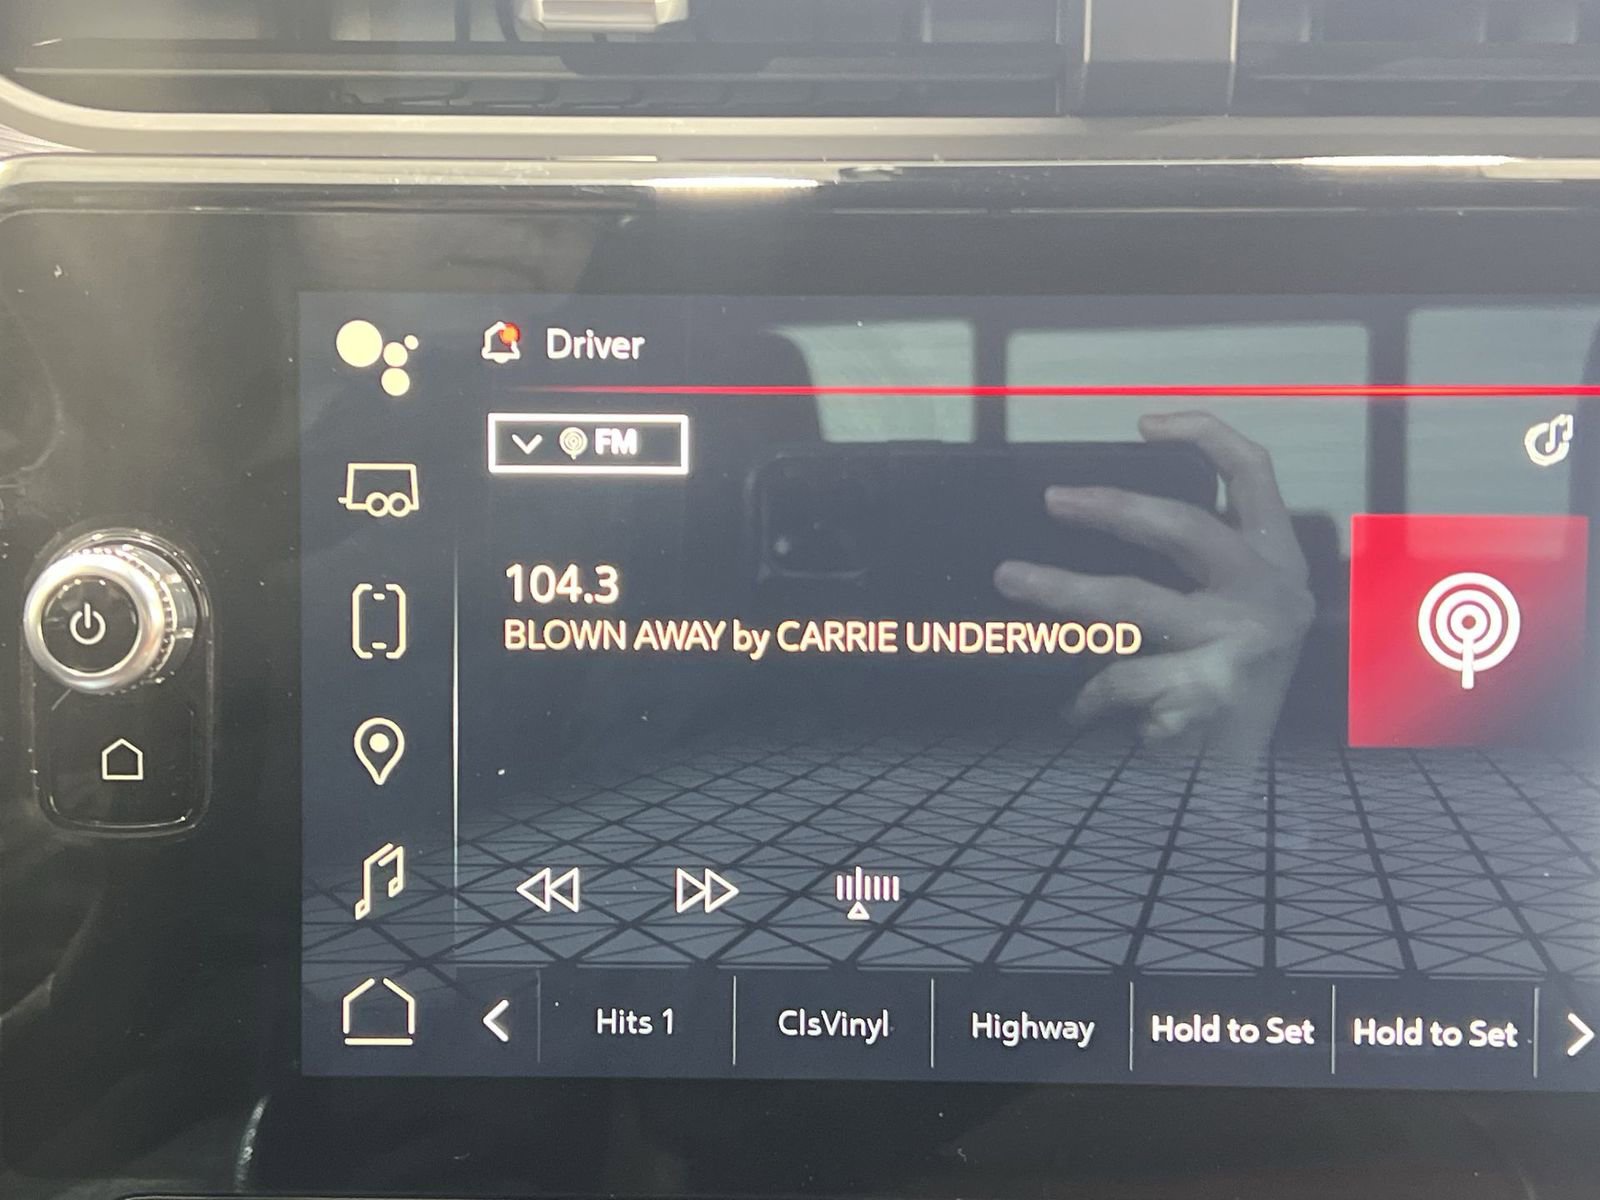 Driver
FM
104.3
BLOWN AWAY by CARRIE UNDERWOOD
Hits 1
ClsVinyl
Highway
Hold to Set
Hold to Set